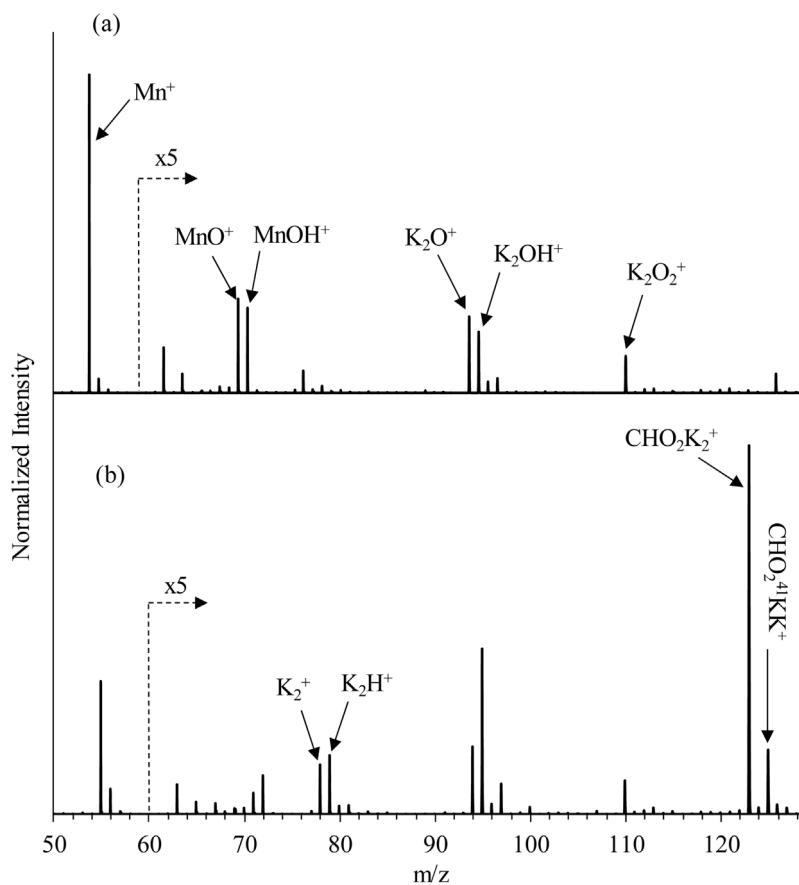 (a)
Mn⁺
x5
MnO⁺
MnOH⁺
K₂O⁺
K₂OH⁺
K₂O₂⁺
Normalized Intensity
(b)
x5
K₂⁺
K₂H⁺
CHO₂K₂⁺
CHO₂⁴¹KK⁺
50 60 70 80 90 100 110 120
m/z